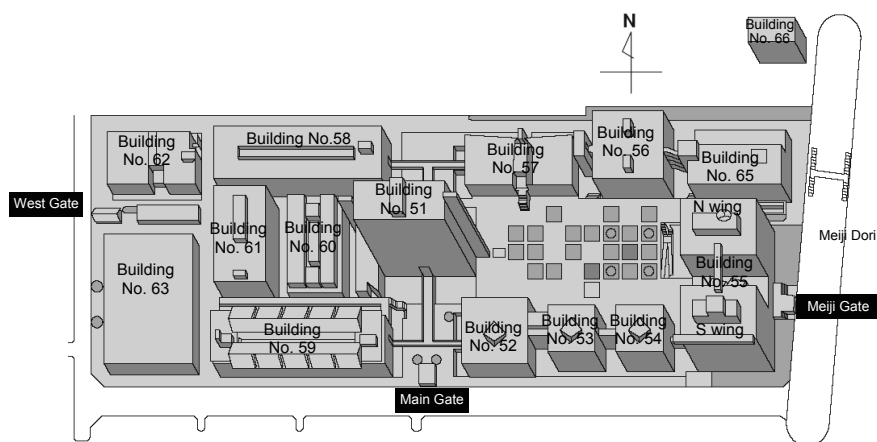 N
Building
No. 66
Building No.58
Building
No. 62
Building
No. 57
Building
No. 56
Building
No. 65
West Gate
Building
No. 51
N wing
Building
No. 61
Building
No. 60
Meiji Dori
Building
No. 63
Building
No. 55
Meiji Gate
Building
No. 59
Building
No. 52
Building
No. 53
Building
No. 54
S wing
Main Gate